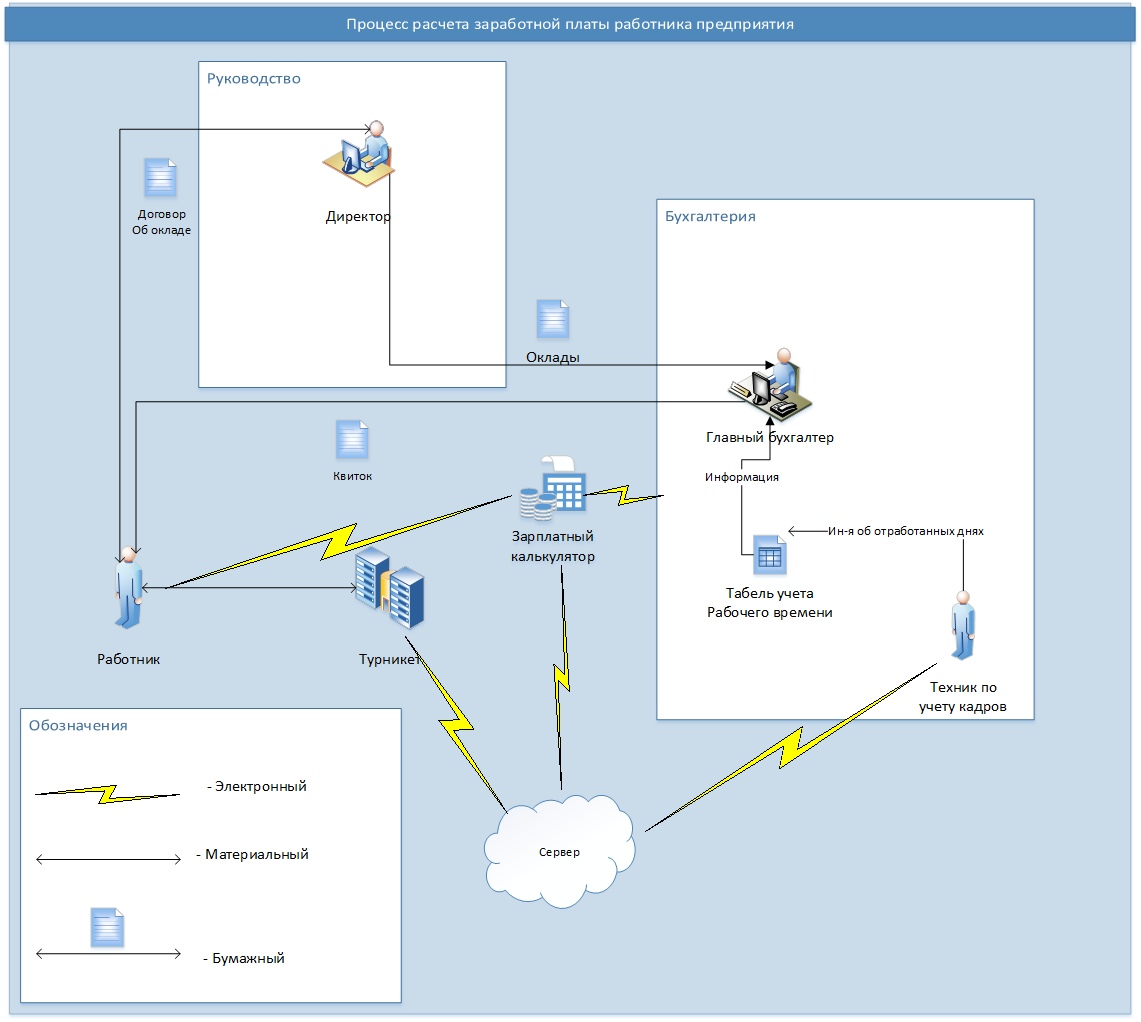 Процесс расчета заработной платы работника предприятия
Руководство
Директор
Договор
Об окладе
Бухгалтерия
Оклады
Главный бухгалтер
Информация
Квиток
Зарплатный
калькулятор
Ин-я об отработанных днях
Табель учета
Рабочего времени
Работник
Турникет
Техник по
учету кадров
Обозначения
- Электронный
- Материальный
- Бумажный
Сервер